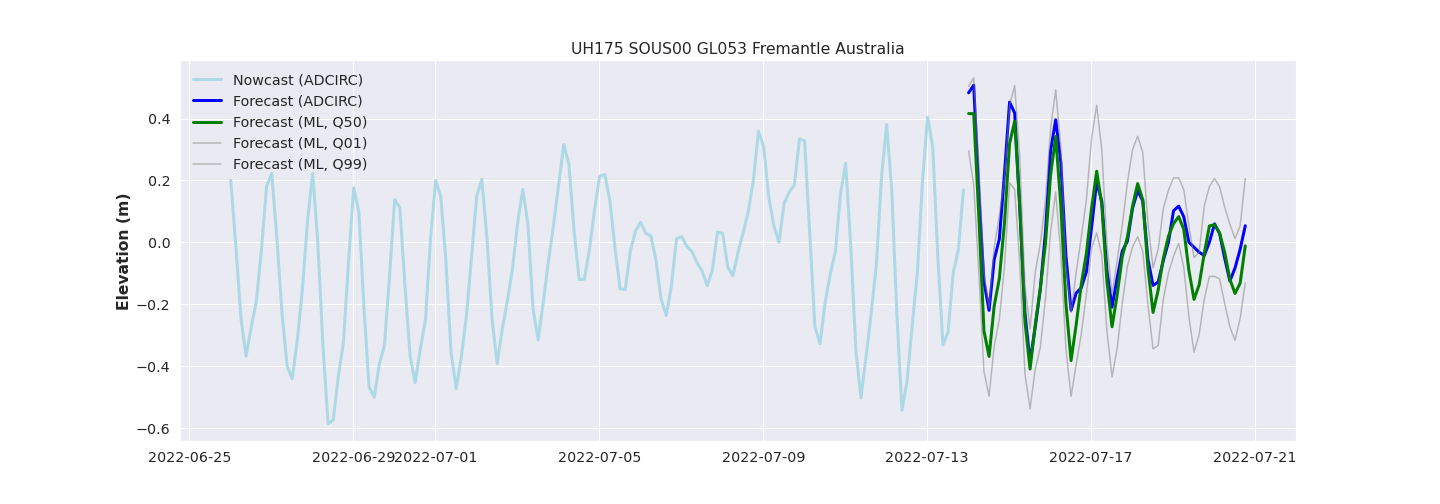 UH175 SOUS00 GL053 Fremantle Australia
Nowcast (ADCIRC)
Forecast (ADCIRC)
Forecast (ML, Q50)
Forecast (ML, Q01)
Forecast (ML, Q99)
Elevation (m)
0.4
0.2
0.0
−0.2
−0.4
−0.6
2022-06-25 2022-06-29 2022-07-01 2022-07-05 2022-07-09 2022-07-13 2022-07-17 2022-07-21